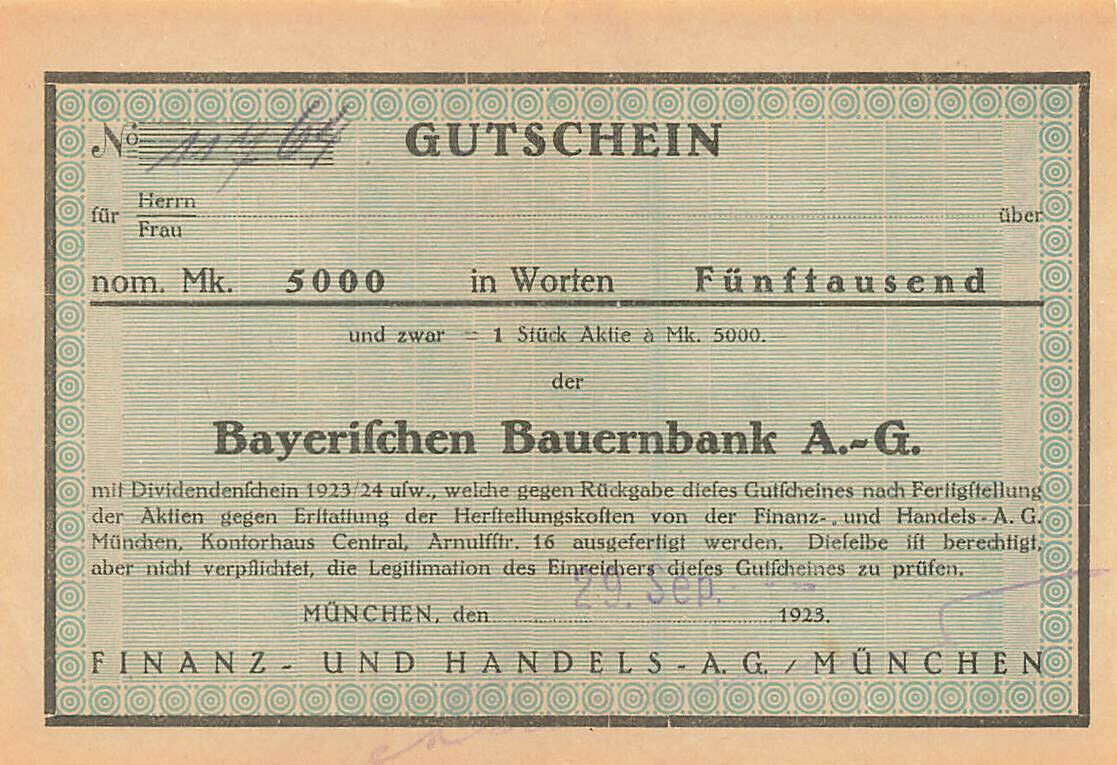 No 11764 GUTSCHEIN
für Herrn
Frau über
nom. Mk. 5000 in Worten Fünftausend
und zwar = 1 Stück Aktie à Mk. 5000.—
der
Bayeriſchen Bauernbank A.-G.
mit Dividendenſchein 1923/24 uſw., welche gegen Rückgabe dieſes Gutſcheines nach Fertigſtellung
der Aktien gegen Erſtattung der Herſtellungskoſten von der Finanz- und Handels-A. G.
München, Kontorhaus Central, Arnulfſtr. 16 ausgefertigt werden. Dieſelbe iſt berechtigt,
aber nicht verpflichtet, die Legitimation des Einreichers dieſes Gutſcheines zu prüfen.
MÜNCHEN, den 29. Sep. 1923.
FINANZ- UND HANDELS-A.G. / MÜNCHEN